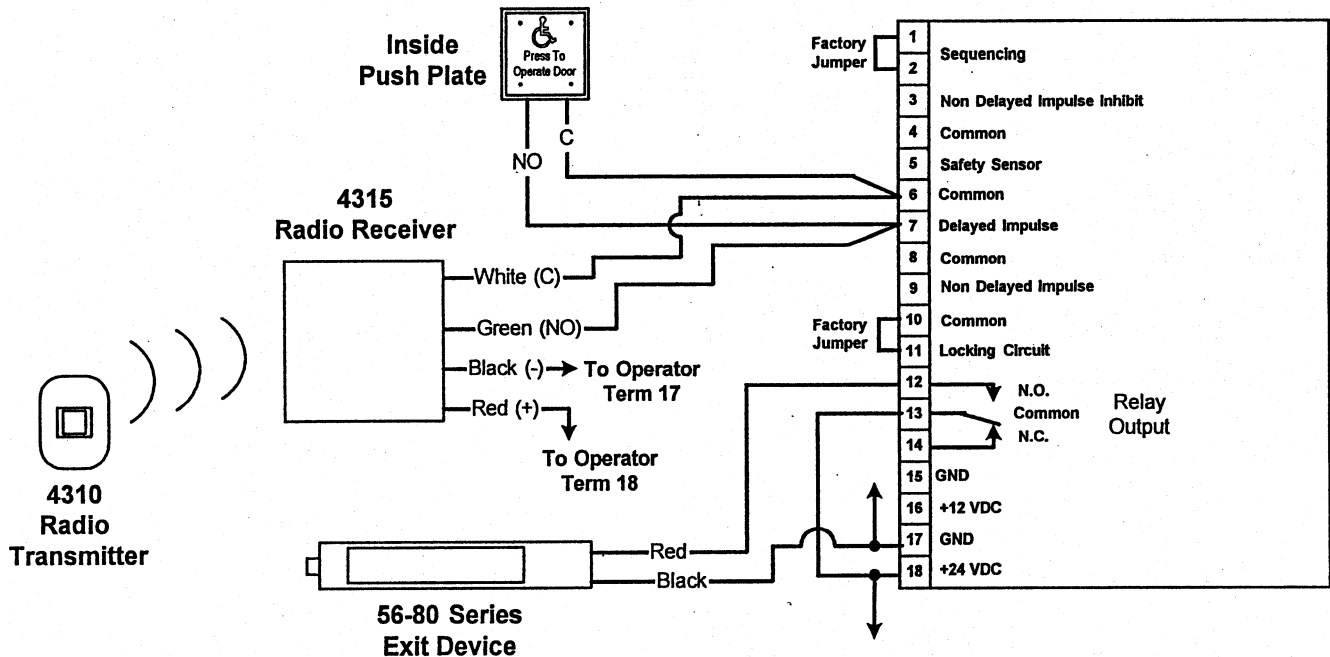 Inside
Push Plate
Press To
Operate Door
C
NO
4315
Radio Receiver
White (C)
Green (NO)
Black (-)
To Operator
Term 17
Red (+)
To Operator
Term 18
4310
Radio
Transmitter
Red
Black
56-80 Series
Exit Device
Factory
Jumper
1
2
Sequencing
3 Non Delayed Impulse Inhibit
4 Common
5 Safety Sensor
6 Common
7 Delayed Impulse
8 Common
9 Non Delayed Impulse
Factory
Jumper
10 Common
11 Locking Circuit
12 N.O.
13 Common
14 N.C.
Relay
Output
15 GND
16 +12 VDC
17 GND
18 +24 VDC